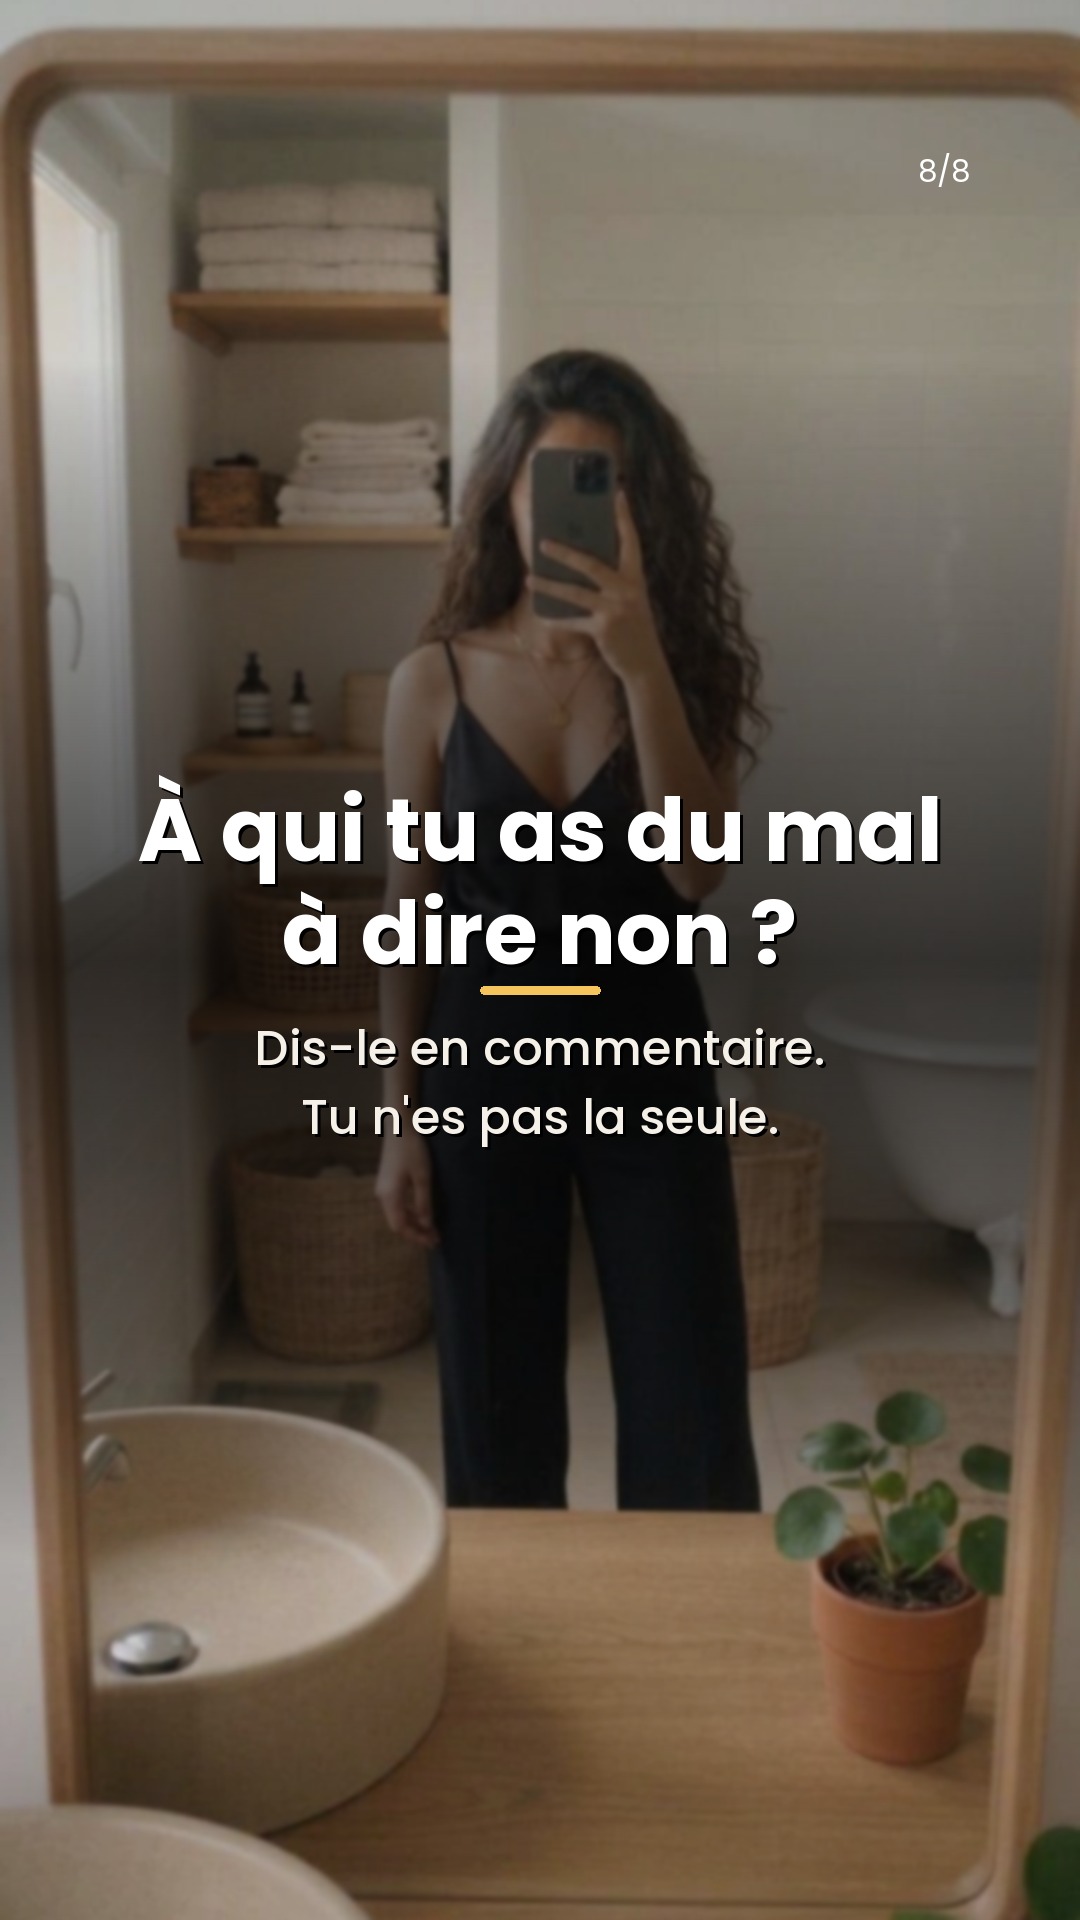 8/8
À qui tu as du mal
à dire non ?
Dis-le en commentaire.
Tu n'es pas la seule.